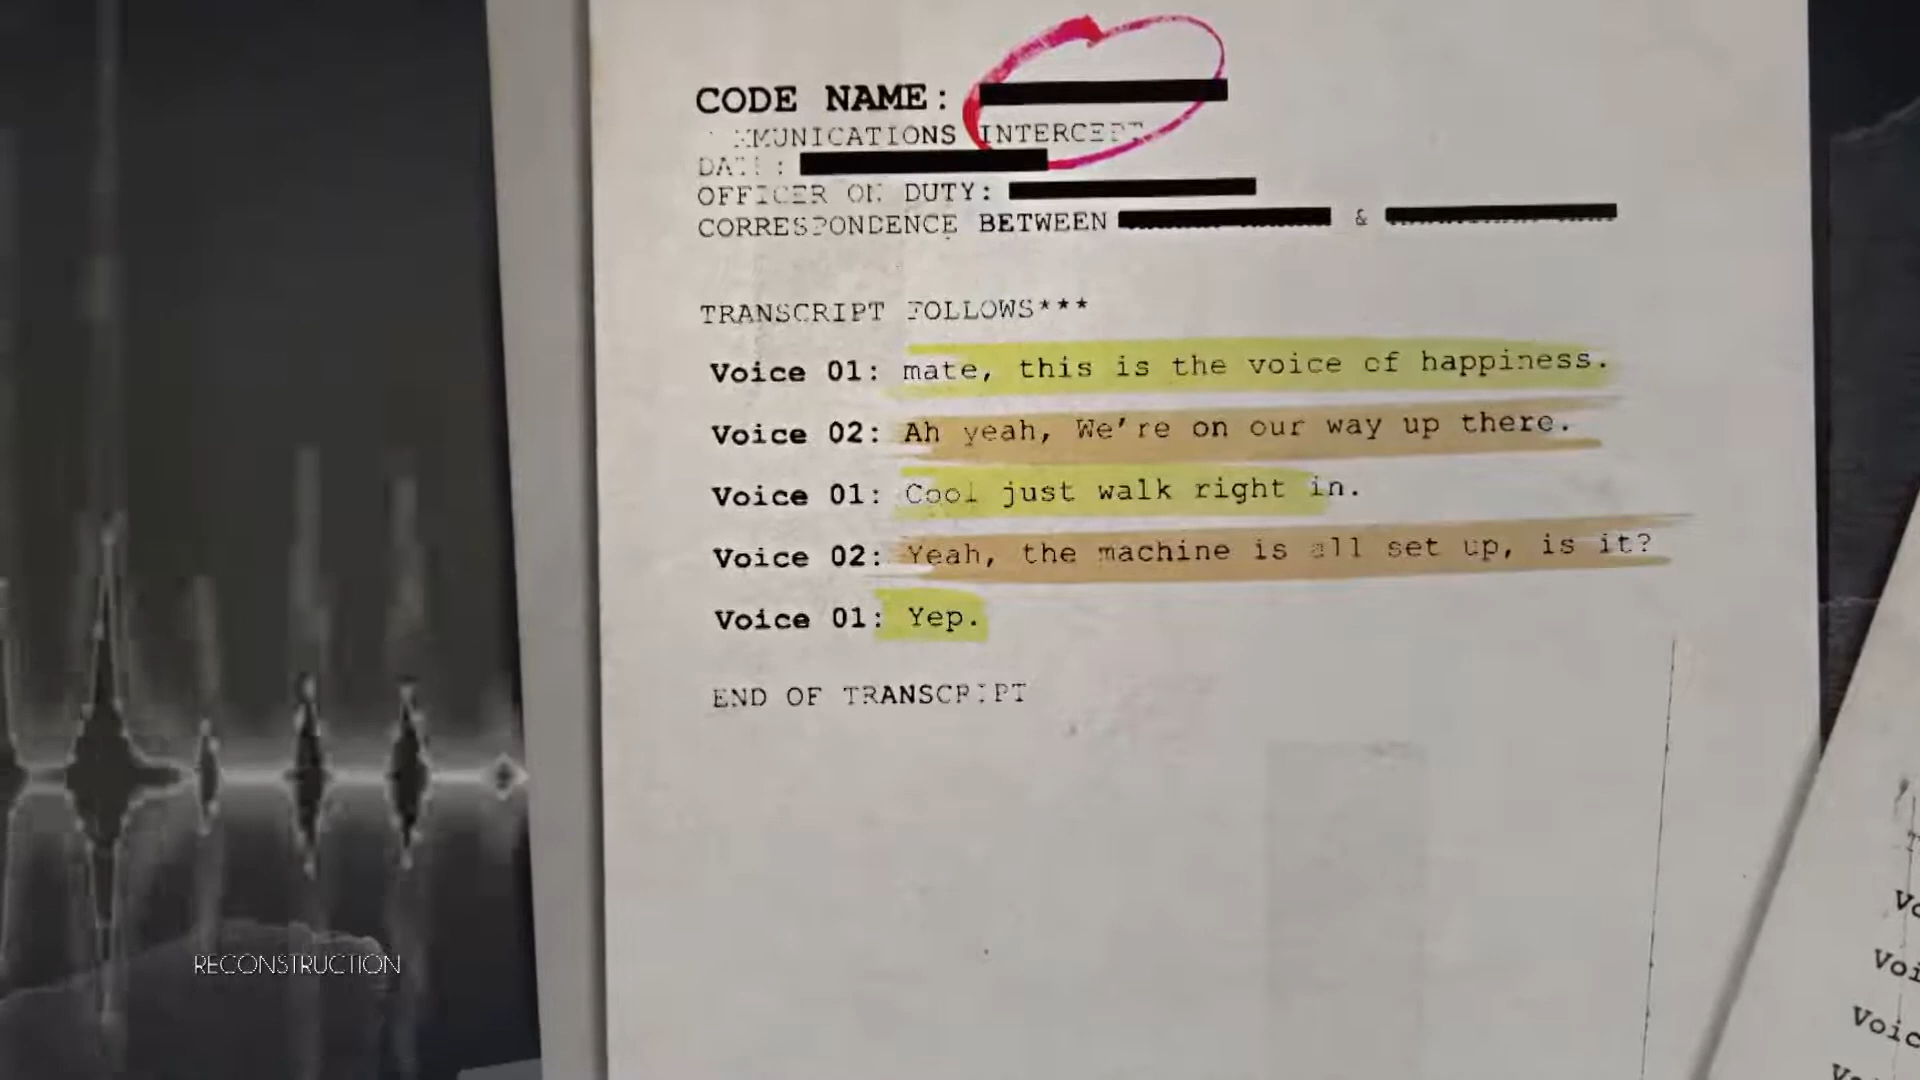 CODE NAME:
INTERCEPT
DATE:
OFFICER ON DUTY:
CORRESPONDENCE BETWEEN &
TRANSCRIPT FOLLOWS***
Voice 01: mate, this is the voice of happiness.
Voice 02: Ah yeah, We're on our way up there.
Voice 01: Cool just walk right in.
Voice 02: Yeah, the machine is all set up, is it?
Voice 01: Yep.
END OF TRANSCRIPT
RECONSTRUCTION